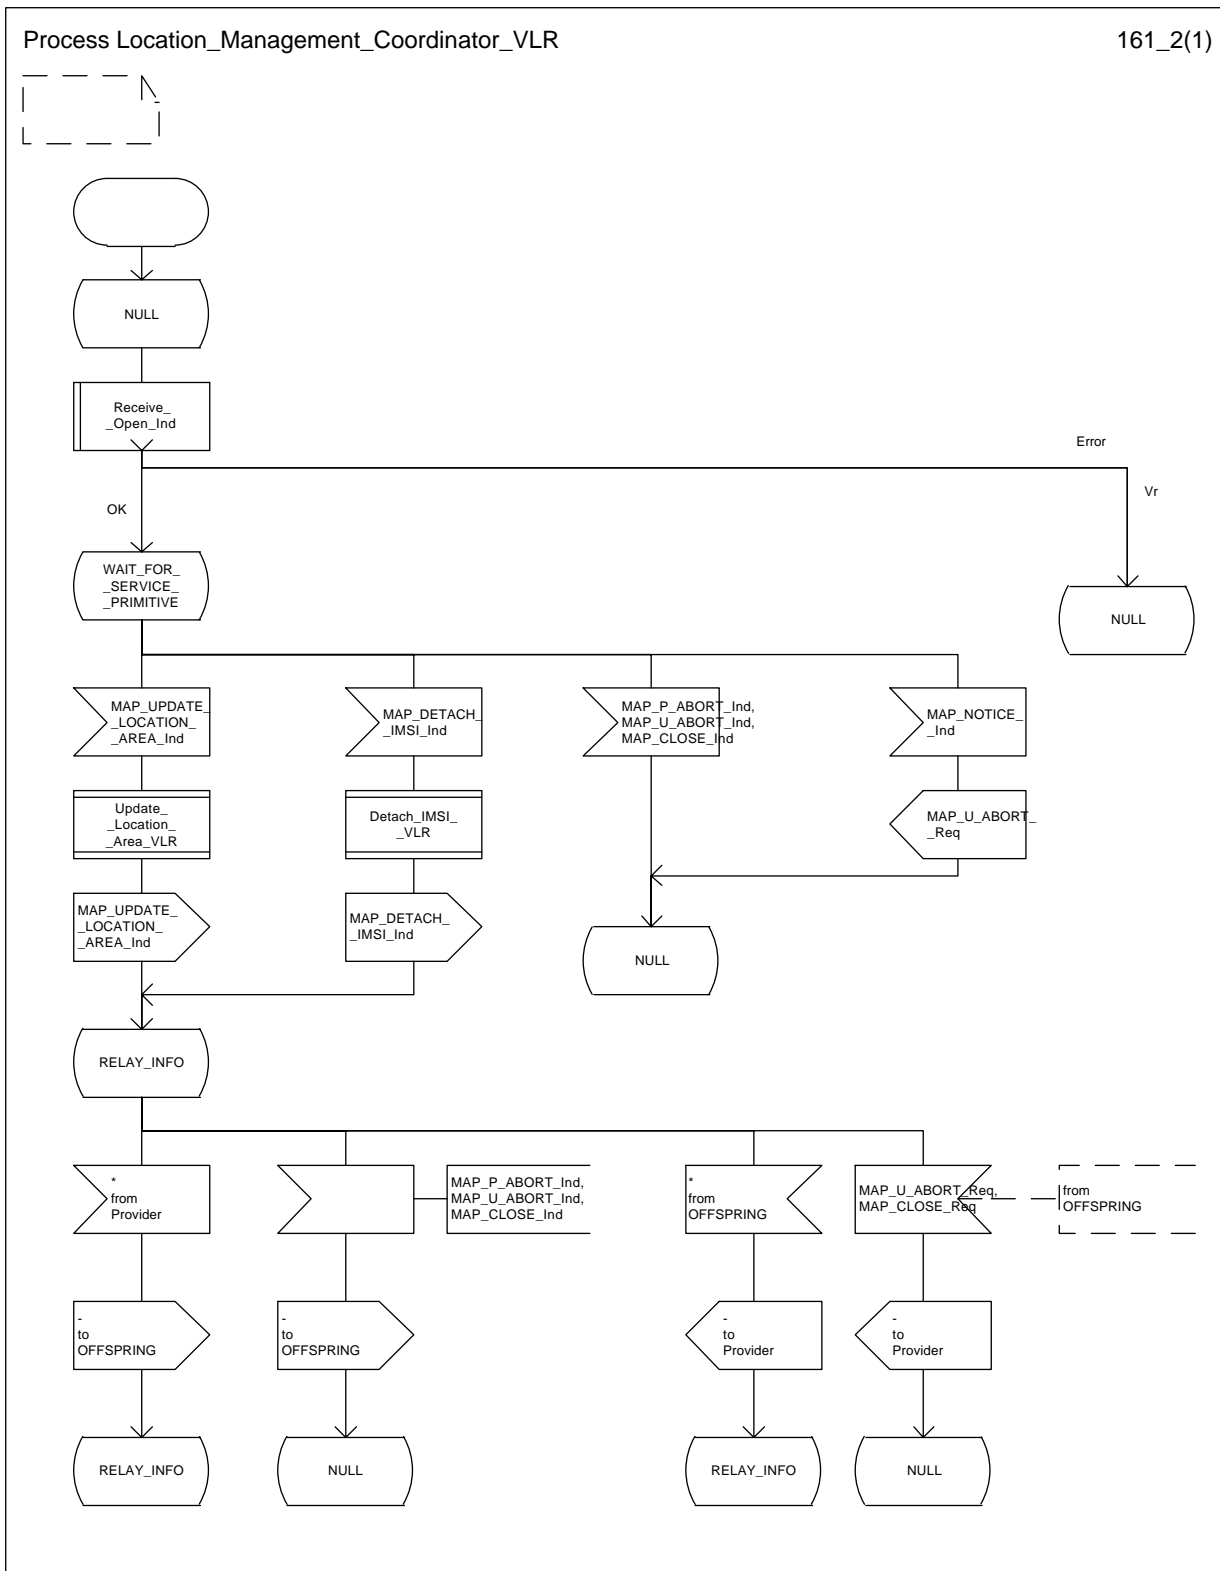 Process Location_Management_Coordinator_VLR
161_2(1)
NULL
Receive_
_Open_Ind
Error
Vr
OK
WAIT_FOR_
_SERVICE_
_PRIMITIVE
NULL
MAP_UPDATE_
_LOCATION_
_AREA_Ind
MAP_DETACH_
_IMSI_Ind
MAP_P_ABORT_Ind,
MAP_U_ABORT_Ind,
MAP_CLOSE_Ind
MAP_NOTICE_
_Ind
Update_
_Location_
_Area_VLR
Detach_IMSI_
_VLR
MAP_U_ABORT_
_Req
MAP_UPDATE_
_LOCATION_
_AREA_Ind
MAP_DETACH_
_IMSI_Ind
NULL
RELAY_INFO
*
from
Provider
MAP_P_ABORT_Ind,
MAP_U_ABORT_Ind,
MAP_CLOSE_Ind
*
from
OFFSPRING
MAP_U_ABORT_Req,
MAP_CLOSE_Req
from
OFFSPRING
-
to
OFFSPRING
-
to
OFFSPRING
-
to
Provider
-
to
Provider
RELAY_INFO
NULL
RELAY_INFO
NULL